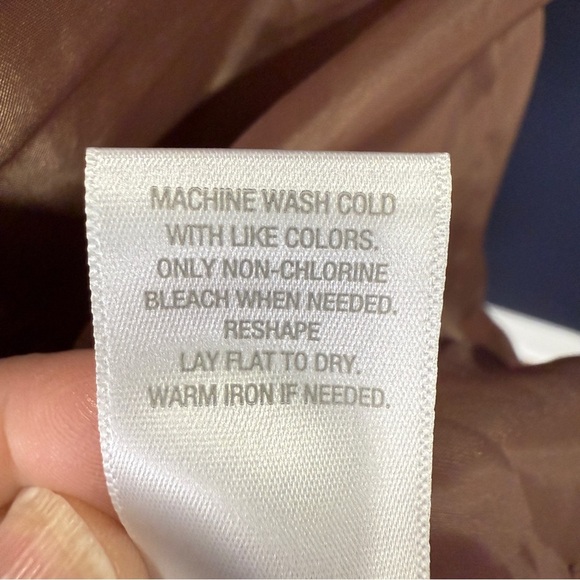 MACHINE WASH COLD
WITH LIKE COLORS.
ONLY NON-CHLORINE
BLEACH WHEN NEEDED.
RESHAPE
LAY FLAT TO DRY.
WARM IRON IF NEEDED.